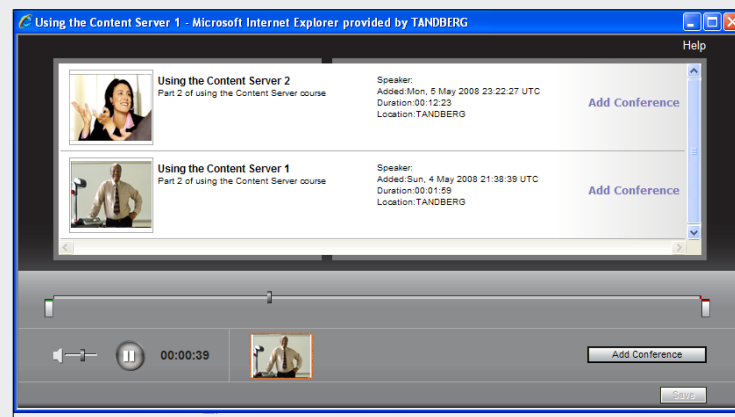 Using the Content Server 1 - Microsoft Internet Explorer provided by TANDBERG
Help
Using the Content Server 2
Part 2 of using the Content Server course
Speaker:
Added:Mon, 5 May 2008 23:22:27 UTC
Duration:00:12:23
Location:TANDBERG
Add Conference
Using the Content Server 1
Part 2 of using the Content Server course
Speaker:
Added:Sun, 4 May 2008 21:38:39 UTC
Duration:00:01:59
Location:TANDBERG
Add Conference
00:00:39
Add Conference
Save